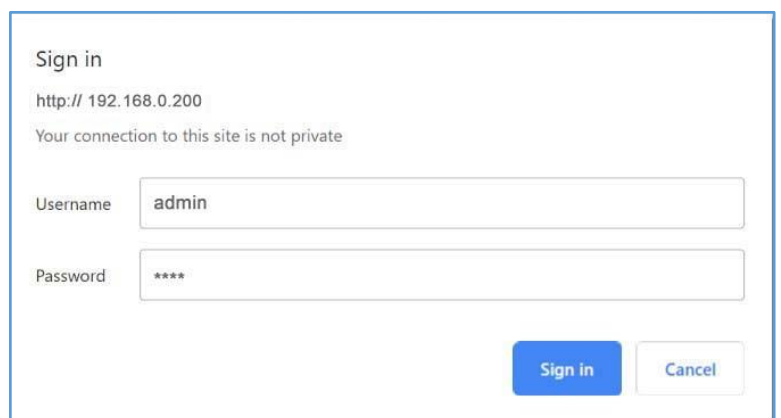 Sign in
http:// 192.168.0.200
Your connection to this site is not private
Username admin
Password ****
Sign in Cancel